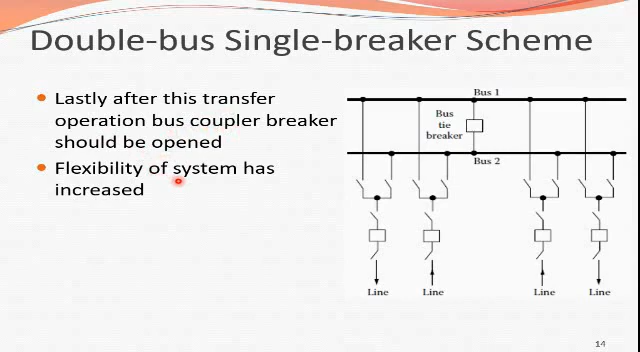 Double-bus Single-breaker Scheme
Lastly after this transfer
operation bus coupler breaker
should be opened
Flexibility of system has
increased
Bus 1
Bus
tie
breaker
Bus 2
Line
Line
Line
Line
14